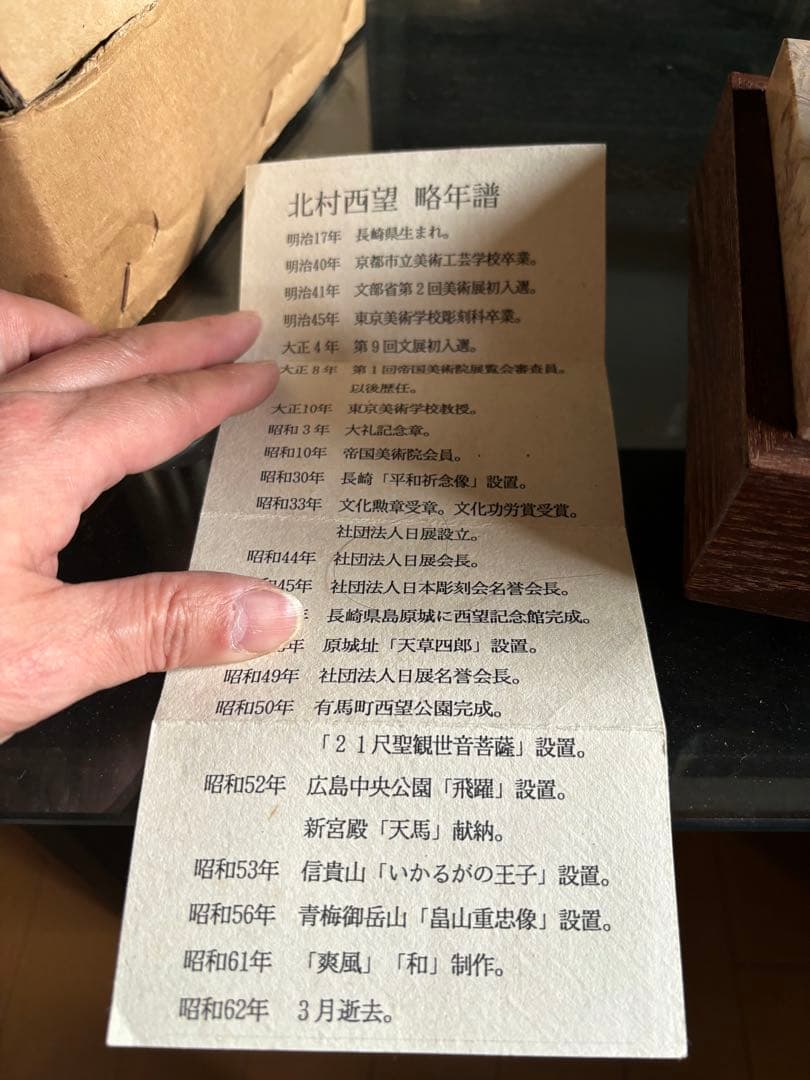 北村西望 略年譜
明治17年 長崎県生まれ。
明治40年 京都市立美術工芸学校卒業。
明治41年 文部省第2回美術展初入選。
明治45年 東京美術学校彫刻科卒業。
大正4年 第9回文展初入選。
大正8年 第1回帝国美術院展覧会審査員。
以後歴任。
大正10年 東京美術学校教授。
昭和3年 大礼記念章。
昭和10年 帝国美術院会員。
昭和30年 長崎「平和祈念像」設置。
昭和33年 文化勲章受章。文化功労賞受賞。
社団法人日展設立。
昭和44年 社団法人日展会長。
和45年 社団法人日本彫刻会名誉会長。
年 長崎県島原城に西望記念館完成。
年 原城址「天草四郎」設置。
昭和49年 社団法人日展名誉会長。
昭和50年 有馬町西望公園完成。
「21尺聖観世音菩薩」設置。
昭和52年 広島中央公園「飛躍」設置。
新宮殿「天馬」献納。
昭和53年 信貴山「いかるがの王子」設置。
昭和56年 青梅御岳山「畠山重忠像」設置。
昭和61年 「爽風」「和」制作。
昭和62年 3月逝去。